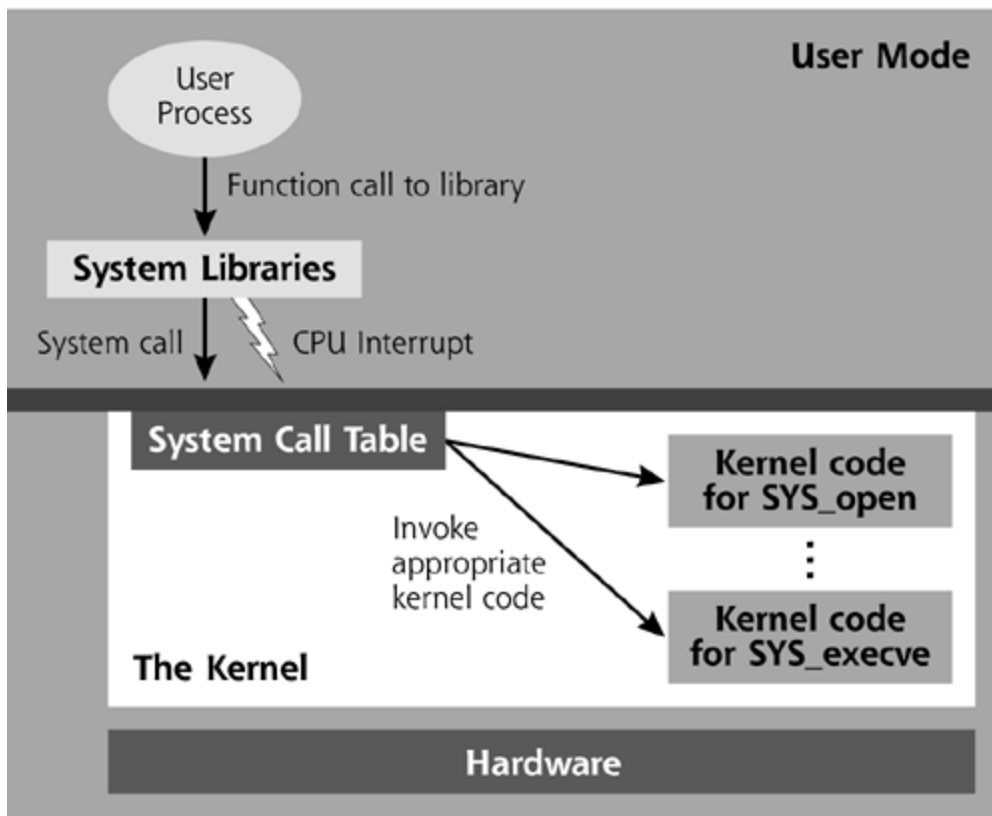 User Mode
User
Process
Function call to library
System Libraries
System call
CPU Interrupt
System Call Table
Kernel code
for SYS_open
Invoke
appropriate
kernel code
Kernel code
for SYS_execve
The Kernel
Hardware